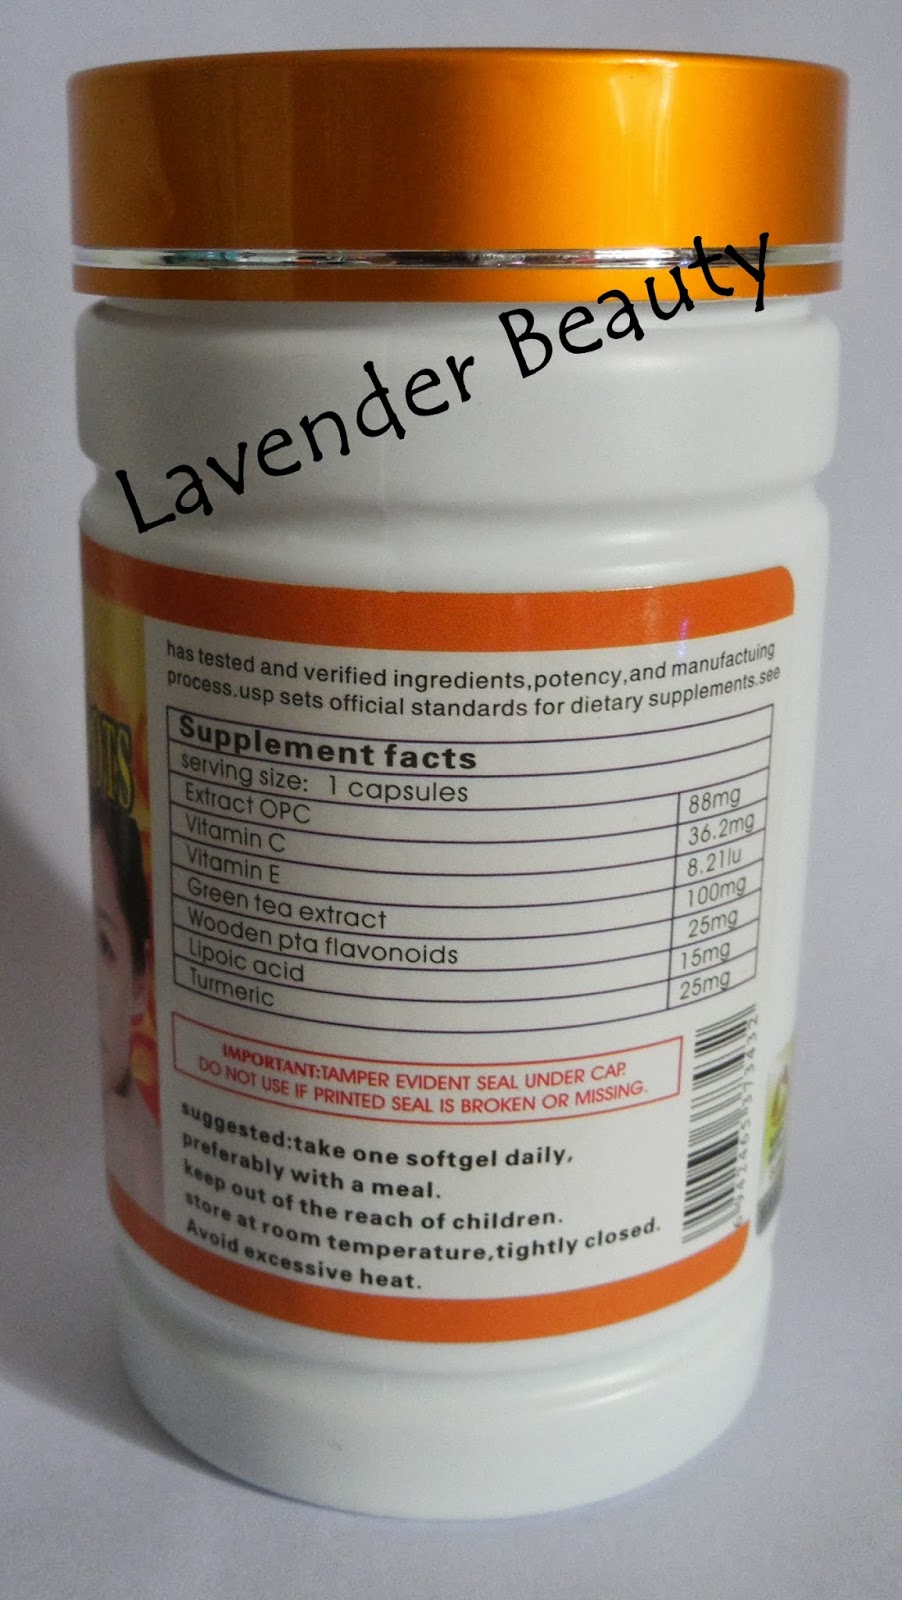 Lavender Beauty
has tested and verified ingredients,potency,and manufactuing
process.usp sets official standards for dietary supplements.see
OTS
Supplement facts
serving size: 1 capsules
Extract OPC 88mg
Vitamin C 36.2mg
Vitamin E 8.21Iu
Green tea extract 100mg
Wooden pta flavonoids 25mg
Lipoic acid 15mg
Turmeric 25mg
IMPORTANT:TAMPER EVIDENT SEAL UNDER CAP.
DO NOT USE IF PRINTED SEAL IS BROKEN OR MISSING.
suggested:take one softgel daily,
preferably with a meal.
keep out of the reach of children.
store at room temperature,tightly closed.
Avoid excessive heat.
6942465373432